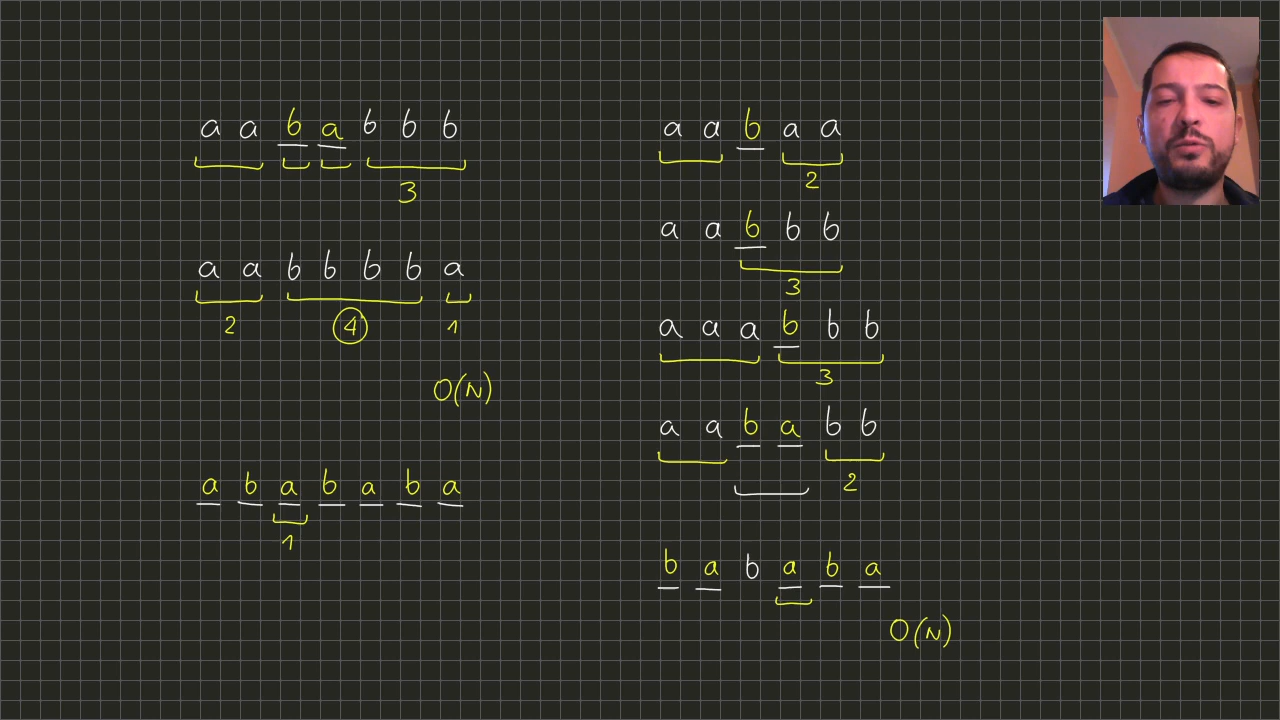 a a b a b b b
3
a a b b b b a
2 4 1
O(N)
a b a b a b a
1
a a b a a
2
a a b b b
3
a a a b b b
3
a a b a b b
2
b a b a b a
O(N)